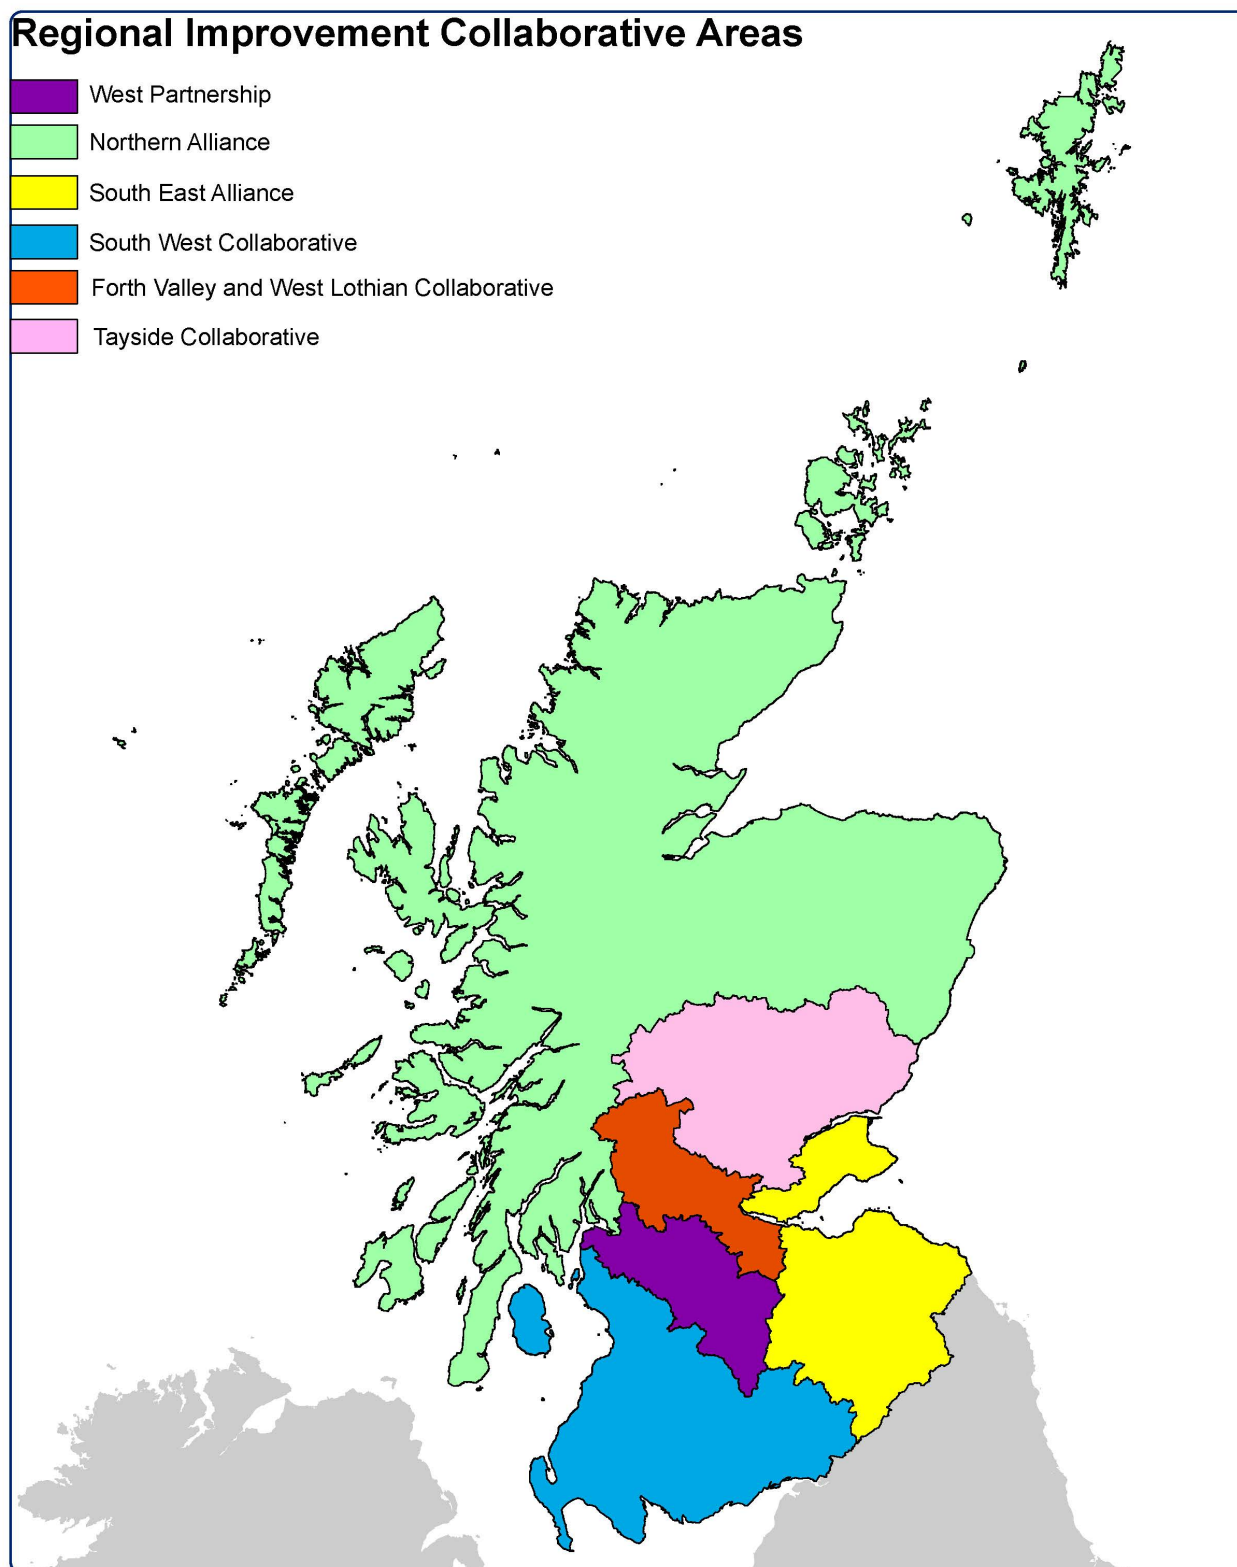 Regional Improvement Collaborative Areas
West Partnership
Northern Alliance
South East Alliance
South West Collaborative
Forth Valley and West Lothian Collaborative
Tayside Collaborative